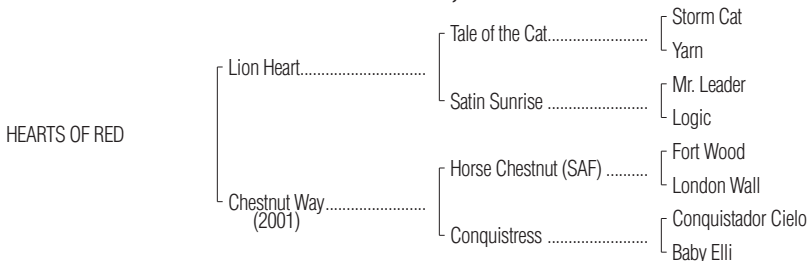 Storm Cat
Tale of the Cat.......................
Yarn
Lion Heart............................
Mr. Leader
Satin Sunrise .......................
Logic
HEARTS OF RED
Fort Wood
Horse Chestnut (SAF) .........
London Wall
Chestnut Way......................
(2001)
Conquistador Cielo
Conquistress .......................
Baby Elli